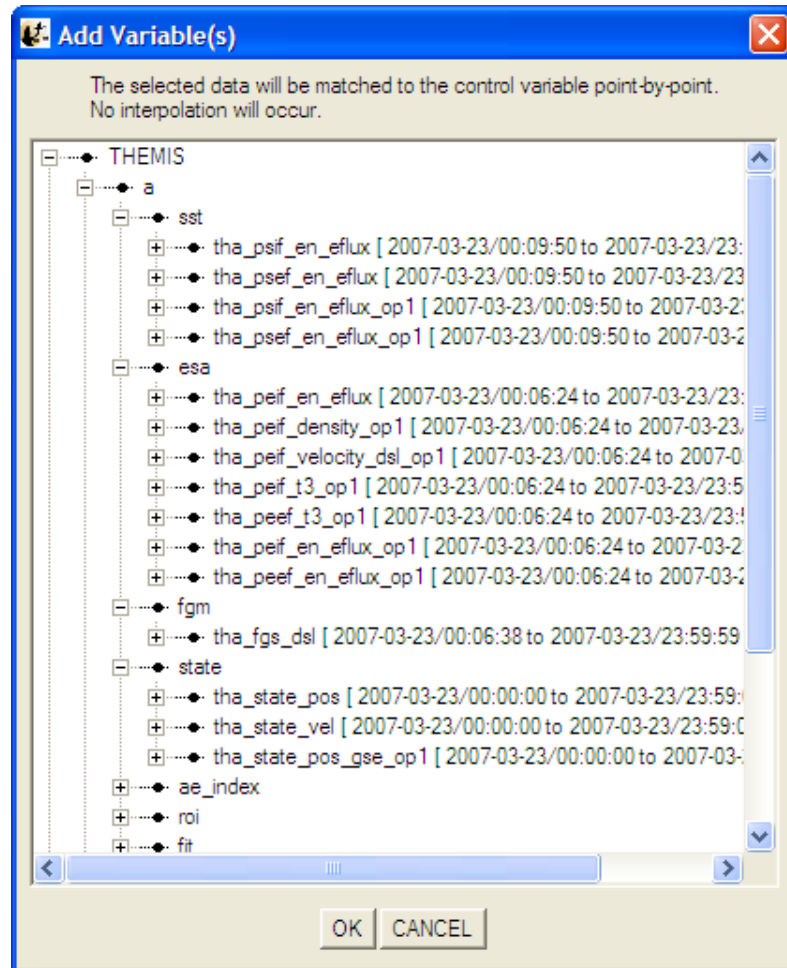 Add Variable(s)
The selected data will be matched to the control variable point-by-point.
No interpolation will occur.
THEMIS
a
sst
tha_psif_en_eflux [ 2007-03-23/00:09:50 to 2007-03-23/23:
tha_psef_en_eflux [ 2007-03-23/00:09:50 to 2007-03-23/23
tha_psif_en_eflux_op1 [ 2007-03-23/00:09:50 to 2007-03-23
tha_psef_en_eflux_op1 [ 2007-03-23/00:09:50 to 2007-03-2
esa
tha_peif_en_eflux [ 2007-03-23/00:06:24 to 2007-03-23/23:
tha_peif_density_op1 [ 2007-03-23/00:06:24 to 2007-03-23/
tha_peif_velocity_dsl_op1 [ 2007-03-23/00:06:24 to 2007-0
tha_peif_t3_op1 [ 2007-03-23/00:06:24 to 2007-03-23/23:5
tha_peef_t3_op1 [ 2007-03-23/00:06:24 to 2007-03-23/23:
tha_peif_en_eflux_op1 [ 2007-03-23/00:06:24 to 2007-03-2
tha_peef_en_eflux_op1 [ 2007-03-23/00:06:24 to 2007-03-2
fgm
tha_fgs_dsl [ 2007-03-23/00:06:38 to 2007-03-23/23:59:59
state
tha_state_pos [ 2007-03-23/00:00:00 to 2007-03-23/23:59:
tha_state_vel [ 2007-03-23/00:00:00 to 2007-03-23/23:59:0
tha_state_pos_gse_op1 [ 2007-03-23/00:00:00 to 2007-03-
ae_index
roi
fit
OK CANCEL